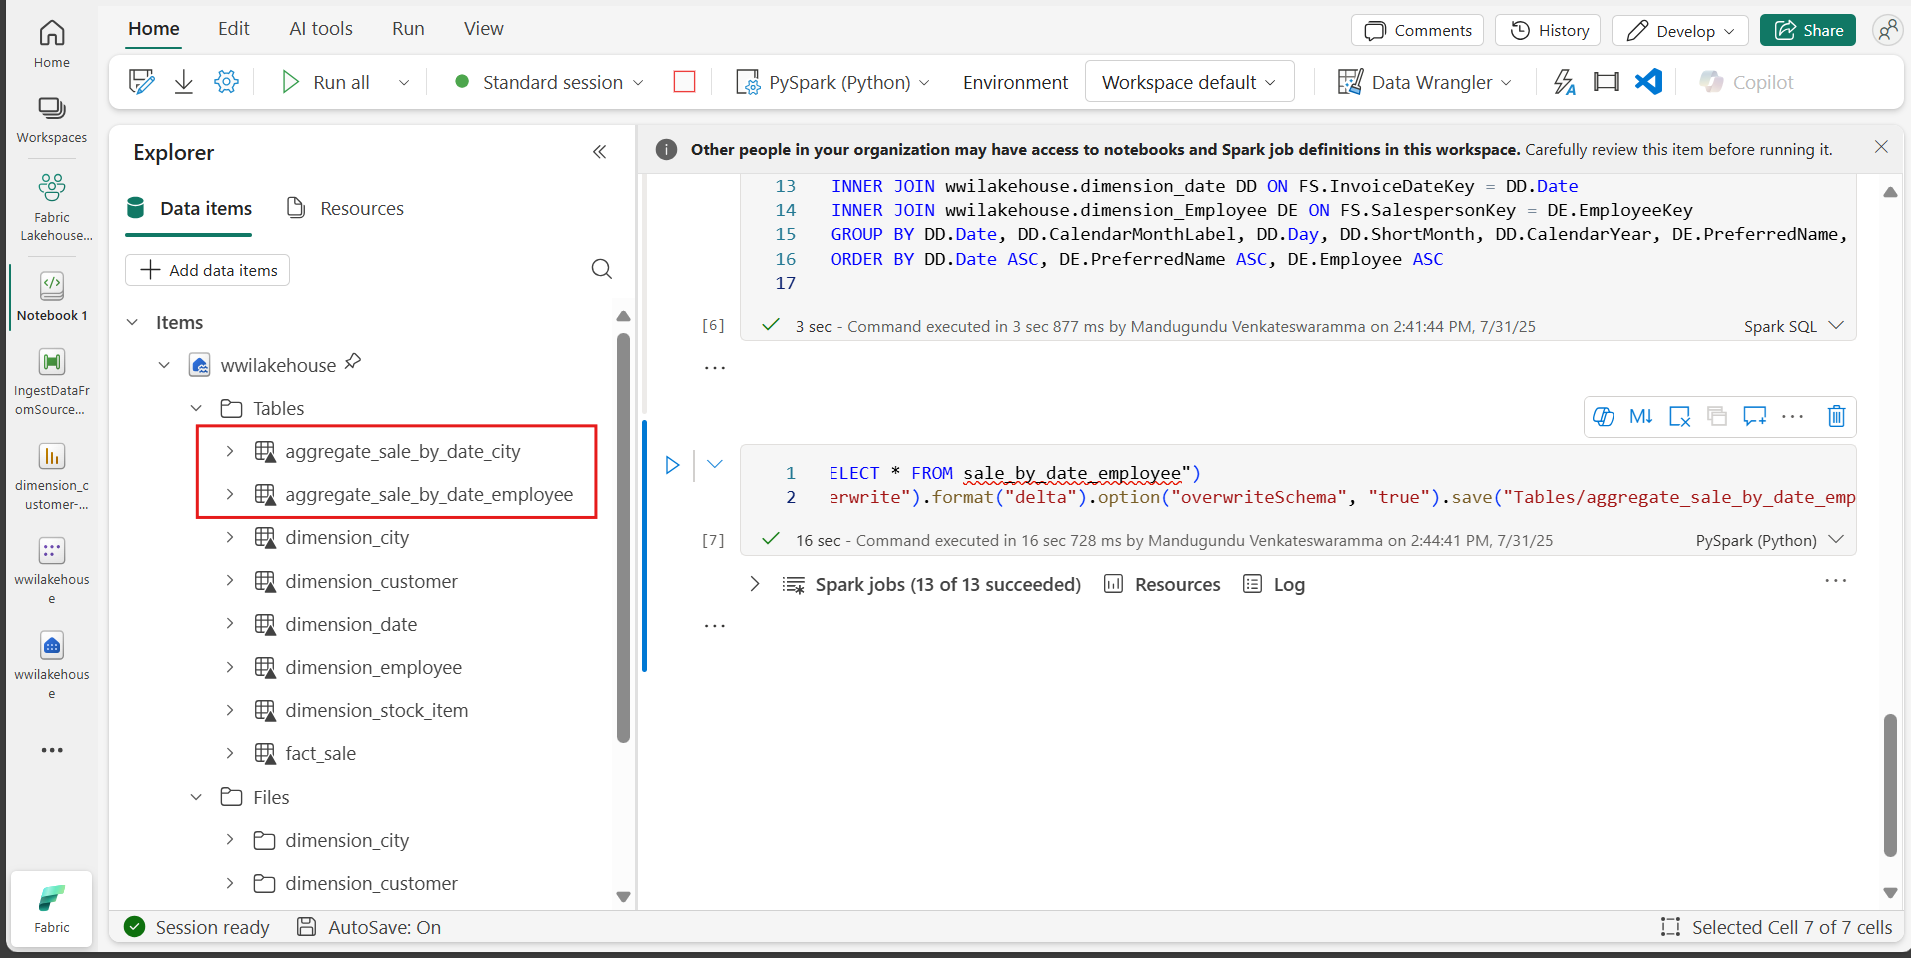 Home
Edit
AI tools
Run
View
Comments
History
Develop
Share
Run all
Standard session
PySpark (Python)
Environment
Workspace default
Data Wrangler
Copilot
Home
Workspaces
Fabric
Lakehouse...
Notebook 1
IngestDataFr
omSource...
dimension_c
ustomer-...
wwilakehous
e
wwilakehous
e
Fabric
Explorer
Data items
Resources
Add data items
Items
wwilakehouse
Tables
aggregate_sale_by_date_city
aggregate_sale_by_date_employee
dimension_city
dimension_customer
dimension_date
dimension_employee
dimension_stock_item
fact_sale
Files
dimension_city
dimension_customer
Other people in your organization may have access to notebooks and Spark job definitions in this workspace. Carefully review this item before running it.
13 INNER JOIN wwilakehouse.dimension_date DD ON FS.InvoiceDateKey = DD.Date
14 INNER JOIN wwilakehouse.dimension_Employee DE ON FS.SalespersonKey = DE.EmployeeKey
15 GROUP BY DD.Date, DD.CalendarMonthLabel, DD.Day, DD.ShortMonth, DD.CalendarYear, DE.PreferredName,
16 ORDER BY DD.Date ASC, DE.PreferredName ASC, DE.Employee ASC
17
[6] 3 sec - Command executed in 3 sec 877 ms by Mandugundu Venkateswaramma on 2:41:44 PM, 7/31/25 Spark SQL
...
M↓
1 ELECT * FROM sale_by_date_employee")
2 erwrite").format("delta").option("overwriteSchema", "true").save("Tables/aggregate_sale_by_date_emp
[7] 16 sec - Command executed in 16 sec 728 ms by Mandugundu Venkateswaramma on 2:44:41 PM, 7/31/25 PySpark (Python)
Spark jobs (13 of 13 succeeded)
Resources
Log
...
Session ready
AutoSave: On
Selected Cell 7 of 7 cells